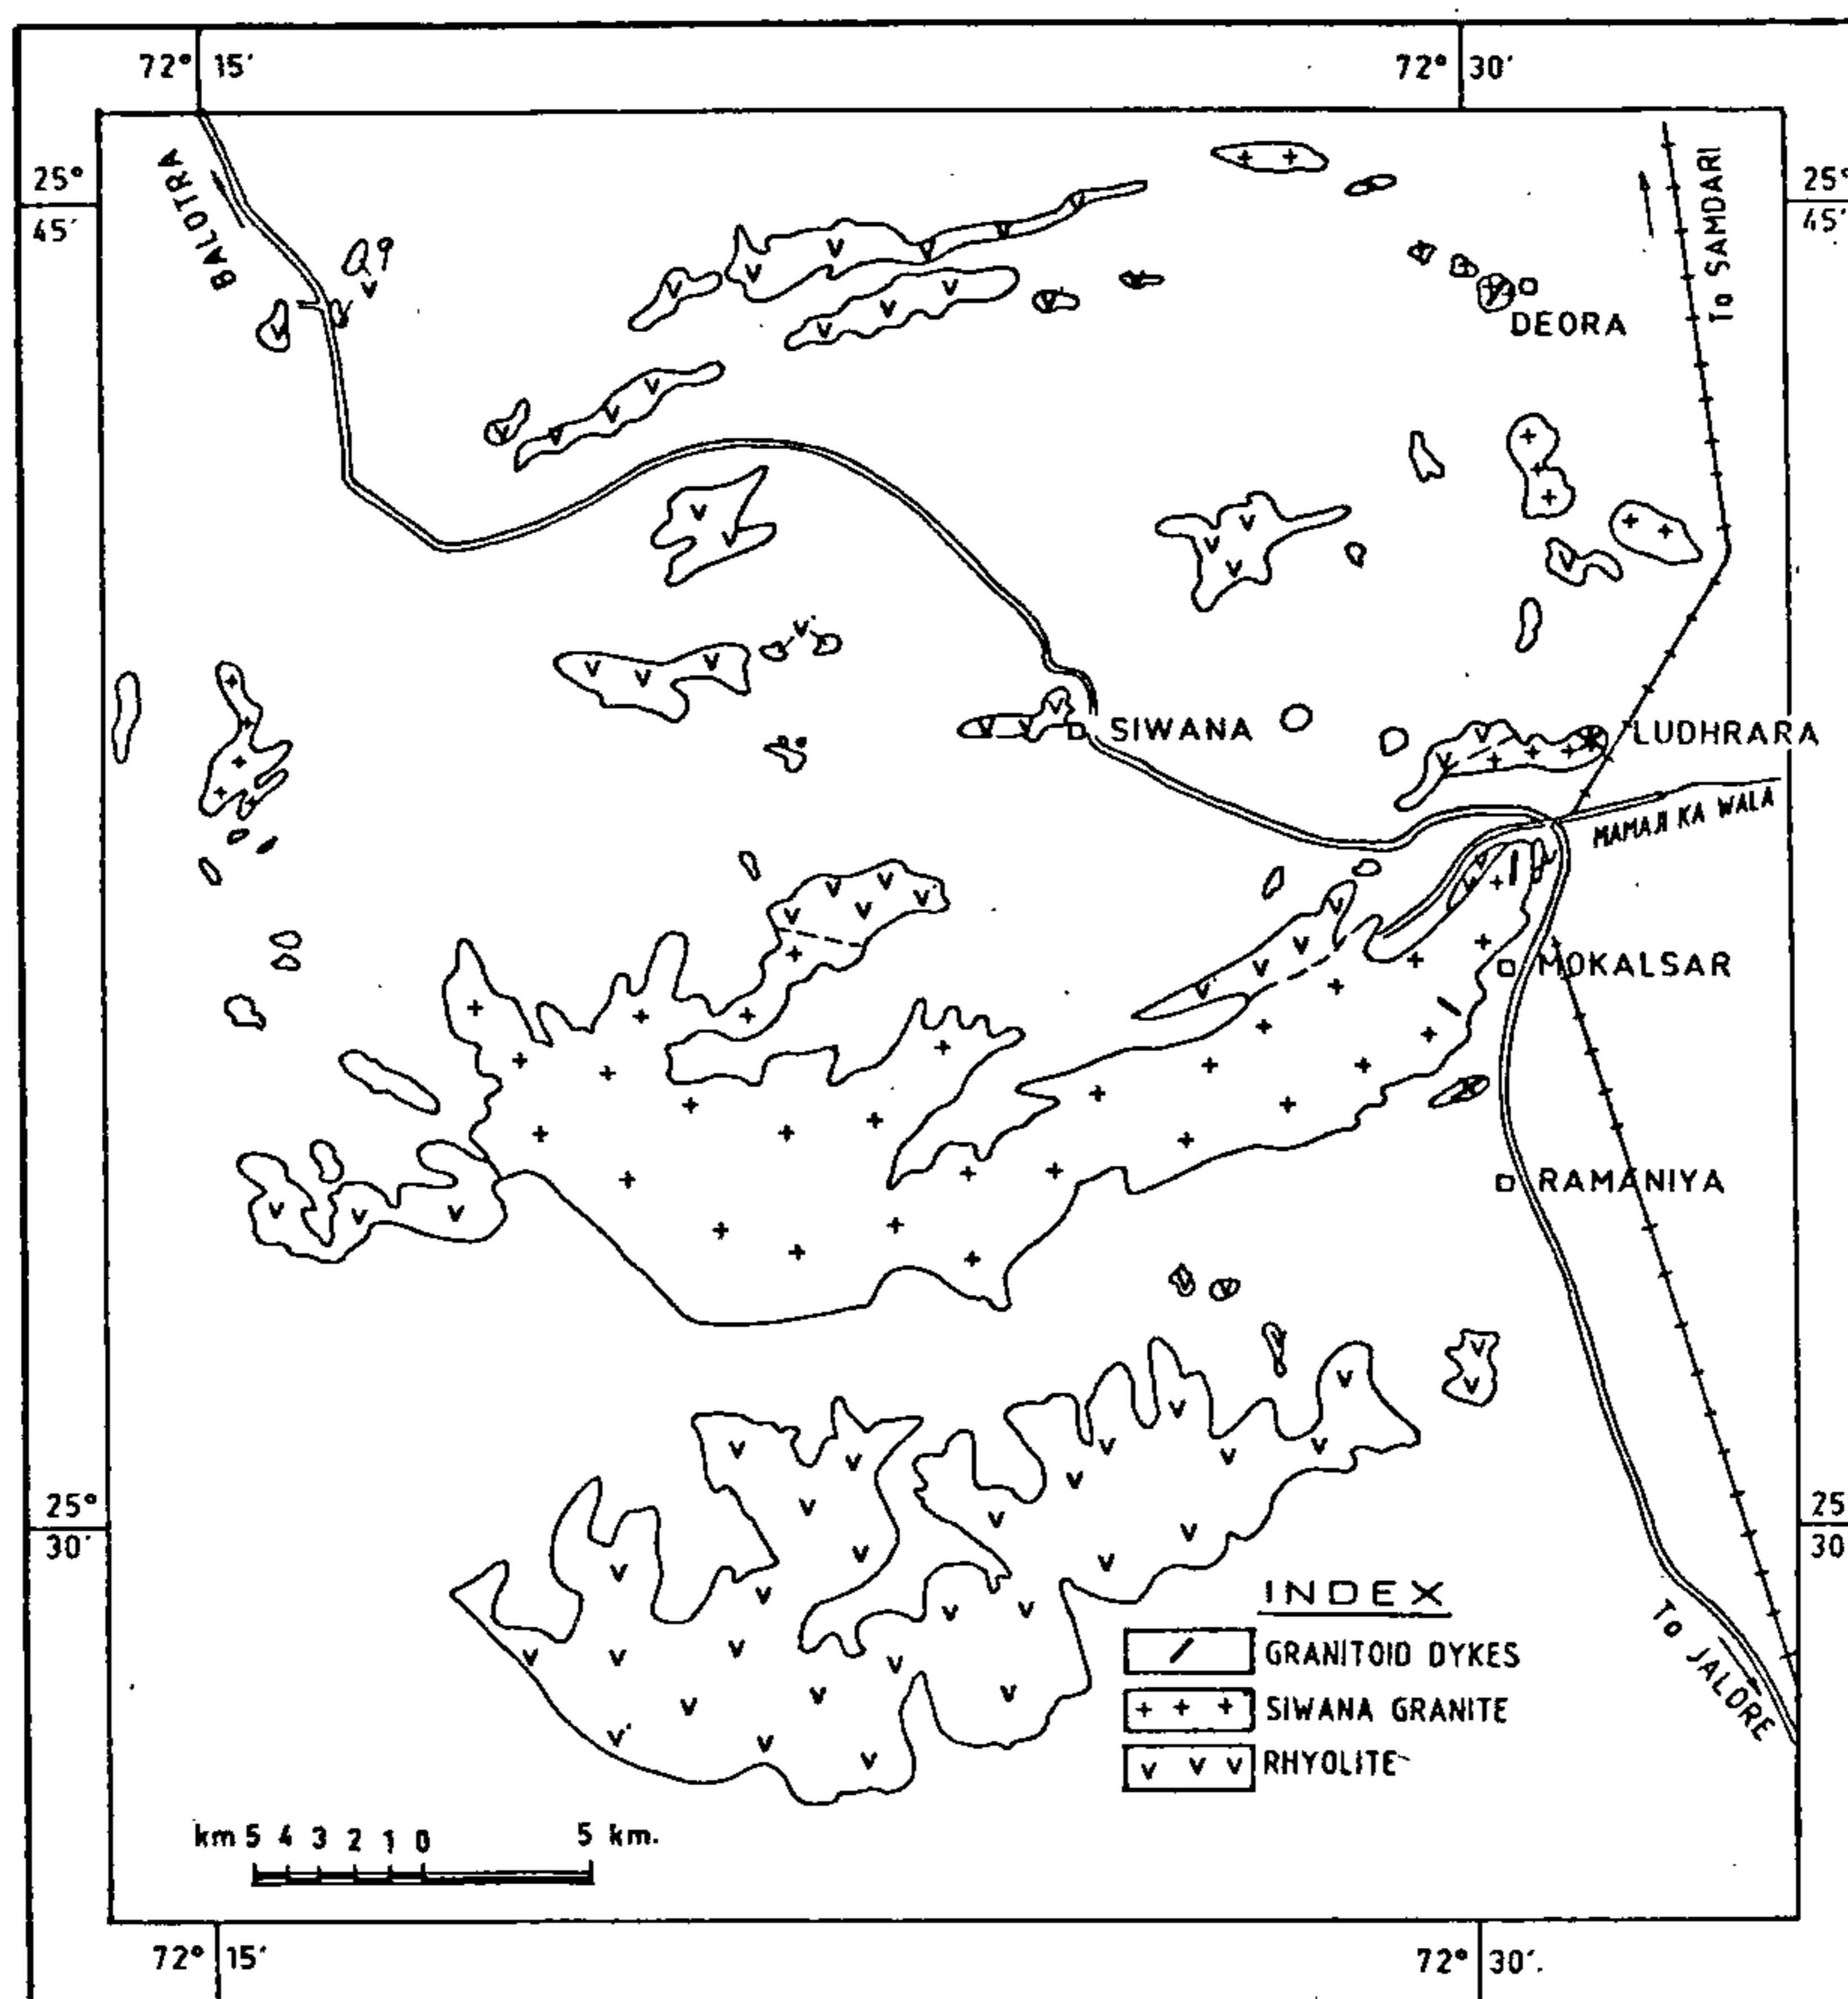 72° 15'
72° 30'
25°
45'
25°
45'
BALOTRA
To SAMDARI
DEORA
SIWANA
LUDHRARA
MAMAJI KA WALA
MOKALSAR
RAMANIYA
25°
30'
25
30
INDEX
GRANITOID DYKES
SIWANA GRANITE
RHYOLITE
To JALORE
km 5 4 3 2 1 0 5 km.
72° 15'
72° 30'